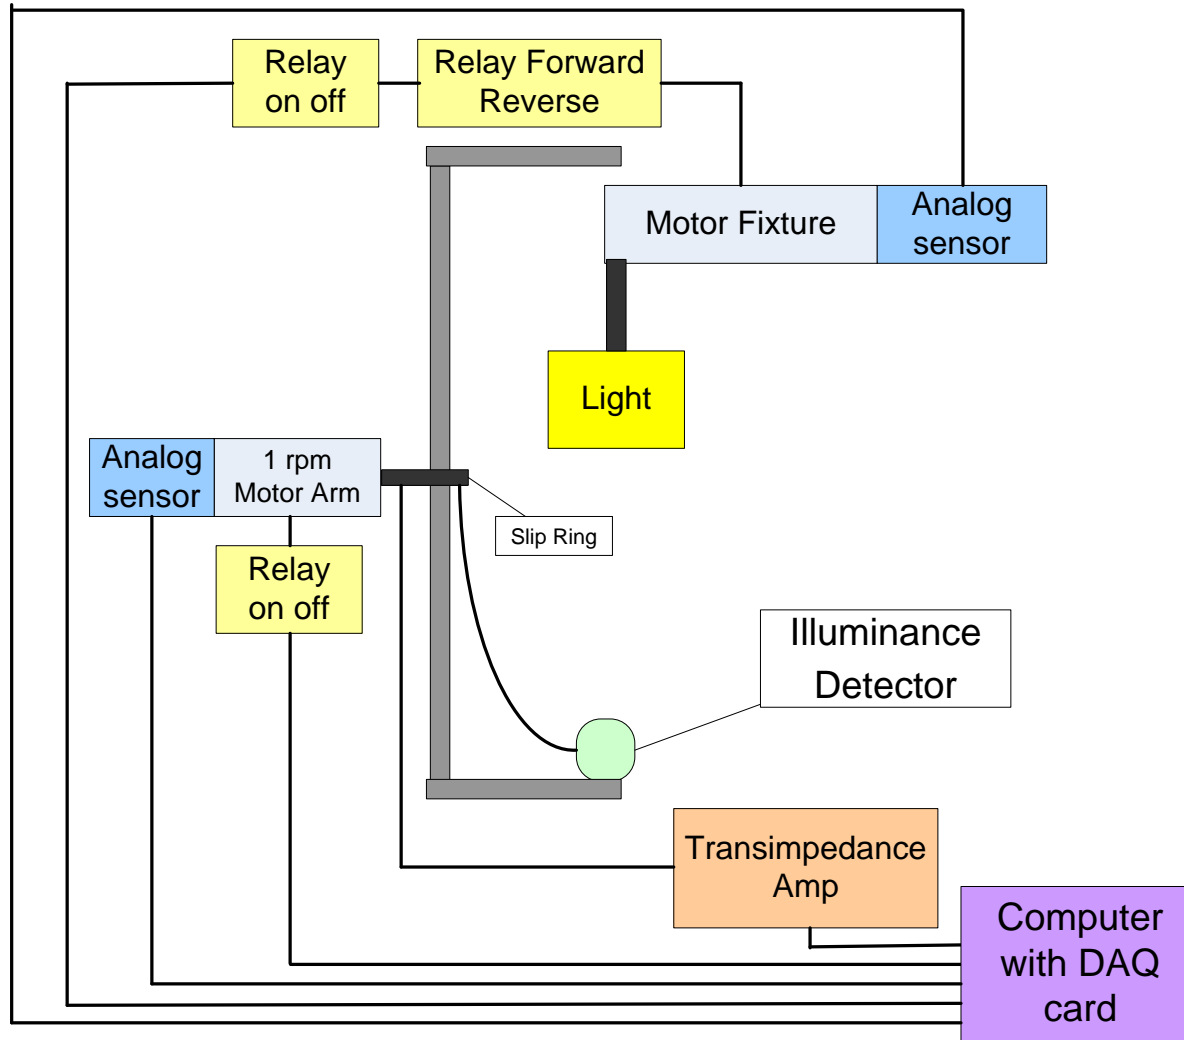 Relay
on off
Relay Forward
Reverse
Motor Fixture
Analog
sensor
Light
Analog
sensor
1 rpm
Motor Arm
Slip Ring
Relay
on off
Illuminance
Detector
Transimpedance
Amp
Computer
with DAQ
card